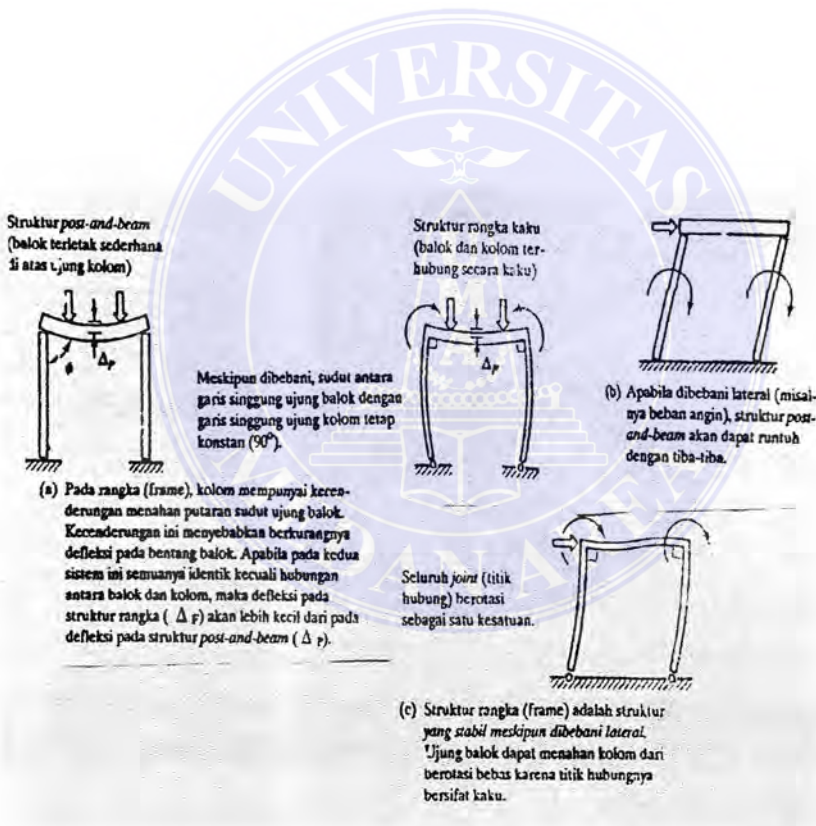 UNIVERSITAS
MEDAN AREA
Struktur post-and-beam
(balok terletak sederhana
di atas ujung kolom)
Δ_P
ϕ
Meskipun dibebani, sudut antara
garis singgung ujung balok dengan
garis singgung ujung kolom tetap
konstan (90°).
Struktur rangka kaku
(balok dan kolom ter-
hubung secara kaku)
Δ_F
(a) Pada rangka (frame), kolom mempunyai kecen-
derungan menahan putaran sudut ujung balok.
Kecenderungan ini menyebabkan berkurangnya
defleksi pada bentang balok. Apabila pada kedua
sistem ini semuanya identik kecuali hubungan
antara balok dan kolom, maka defleksi pada
struktur rangka ( Δ F) akan lebih kecil dari pada
defleksi pada struktur post-and-beam ( Δ P).
(b) Apabila dibebani lateral (misal-
nya beban angin), struktur post-
and-beam akan dapat runtuh
dengan tiba-tiba.
Seluruh joint (titik
hubung) berotasi
sebagai satu kesatuan.
(c) Struktur rangka (frame) adalah struktur
yang stabil meskipun dibebani lateral.
Ujung balok dapat menahan kolom dari
berotasi bebas karena titik hubungnya
bersifat kaku.